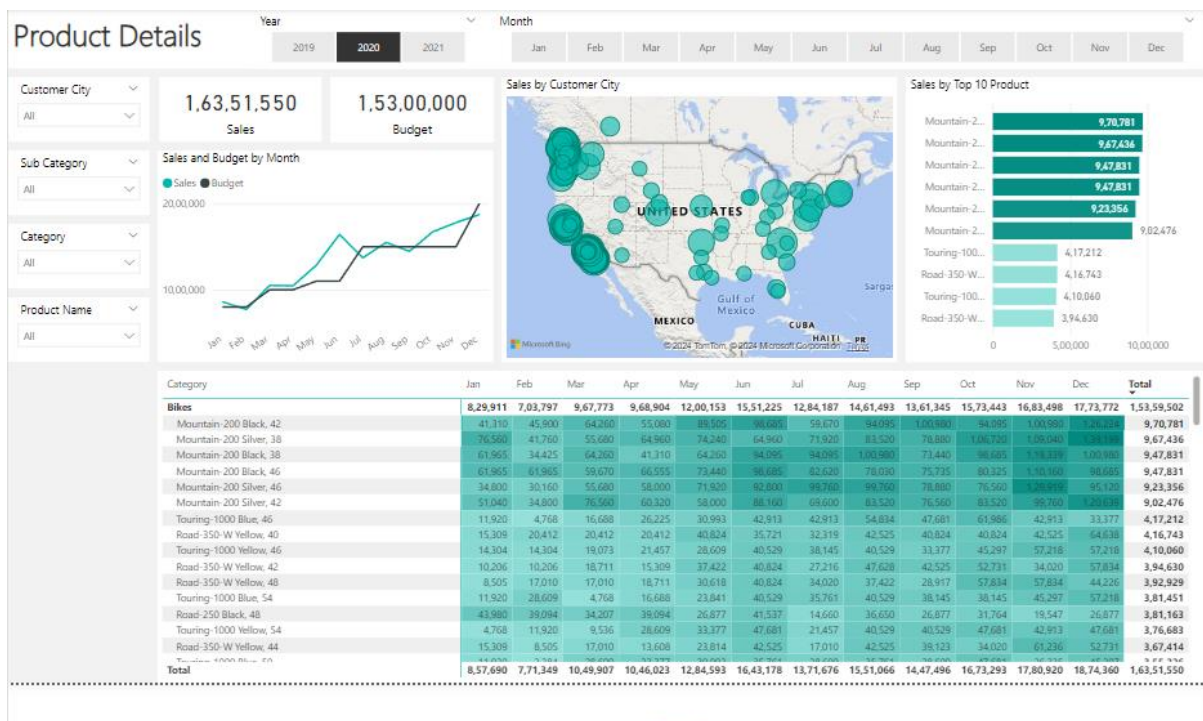 Product Details
Year
2019 2020 2021
Month
Jan Feb Mar Apr May Jun Jul Aug Sep Oct Nov Dec
Customer City
All
Sub Category
All
Category
All
Product Name
All
1,63,51,550
Sales
1,53,00,000
Budget
Sales and Budget by Month
Sales Budget
20,00,000
10,00,000
Jan Feb Mar Apr May Jun Jul Aug Sep Oct Nov Dec
Sales by Customer City
UNITED STATES
Gulf of
Mexico
MEXICO
CUBA
HAITI PR
Sargas
Microsoft Bing
© 2024 TomTom, © 2024 Microsoft Corporation Terms
Sales by Top 10 Product
Mountain-2... 9,70,781
Mountain-2... 9,67,436
Mountain-2... 9,47,831
Mountain-2... 9,47,831
Mountain-2... 9,23,356
Mountain-2... 9,02,476
Touring-100... 4,17,212
Road-350-W... 4,16,743
Touring-100... 4,10,060
Road-350-W... 3,94,630
0 5,00,000 10,00,000
Category Jan Feb Mar Apr May Jun Jul Aug Sep Oct Nov Dec Total
Bikes 8,29,911 7,03,797 9,67,773 9,68,904 12,00,153 15,51,225 12,84,187 14,61,493 13,61,345 15,73,443 16,83,498 17,73,772 1,53,59,502
Mountain-200 Black, 42 41,310 45,900 64,260 55,080 89,505 98,685 59,670 94,095 1,00,980 94,095 1,00,980 1,26,224 9,70,781
Mountain-200 Silver, 38 76,560 41,760 55,680 64,960 74,240 64,960 71,920 83,520 78,880 1,06,720 1,09,040 9,67,436
Mountain-200 Black, 38 61,965 34,425 64,260 41,310 64,260 94,095 94,095 1,00,980 73,440 98,685 1,19,339 1,00,980 9,47,831
Mountain-200 Black, 46 61,965 61,965 59,670 66,555 73,440 98,685 82,620 78,030 75,735 80,325 1,10,160 98,685 9,47,831
Mountain-200 Silver, 46 34,800 30,160 55,680 58,000 71,920 92,800 99,760 99,760 78,880 76,560 1,29,919 95,120 9,23,356
Mountain-200 Silver, 42 51,040 34,800 76,560 60,320 58,000 88,160 69,600 83,520 76,560 83,520 99,760 1,20,639 9,02,476
Touring-1000 Blue, 46 11,920 4,768 16,688 26,225 30,993 42,913 42,913 54,834 47,681 61,986 42,913 33,377 4,17,212
Road-350-W Yellow, 40 15,309 20,412 20,412 20,412 40,824 35,721 32,319 42,525 40,824 40,824 42,525 64,638 4,16,743
Touring-1000 Yellow, 46 14,304 14,304 19,073 21,457 28,609 40,529 38,145 40,529 33,377 45,297 57,218 57,218 4,10,060
Road-350-W Yellow, 42 10,206 10,206 18,711 15,309 37,422 40,824 27,216 47,628 42,525 52,731 34,020 57,834 3,94,630
Road-350-W Yellow, 48 8,505 17,010 17,010 18,711 30,618 40,824 34,020 37,422 28,917 57,834 57,834 44,226 3,92,929
Touring-1000 Blue, 54 11,920 28,609 4,768 16,688 23,841 40,529 35,761 40,529 38,145 38,145 45,297 57,218 3,81,451
Road-250 Black, 48 43,980 39,094 34,207 39,094 26,877 41,537 14,660 36,650 26,877 31,764 19,547 26,877 3,81,163
Touring-1000 Yellow, 54 4,768 11,920 9,536 28,609 33,377 47,681 21,457 40,529 40,529 47,681 42,913 47,681 3,76,683
Road-350-W Yellow, 44 15,309 8,505 17,010 13,608 23,814 42,525 17,010 42,525 39,123 34,020 61,236 52,731 3,67,414
Total 8,57,690 7,71,349 10,49,907 10,46,023 12,84,593 16,43,178 13,71,676 15,51,066 14,47,496 16,73,293 17,80,920 18,74,360 1,63,51,550